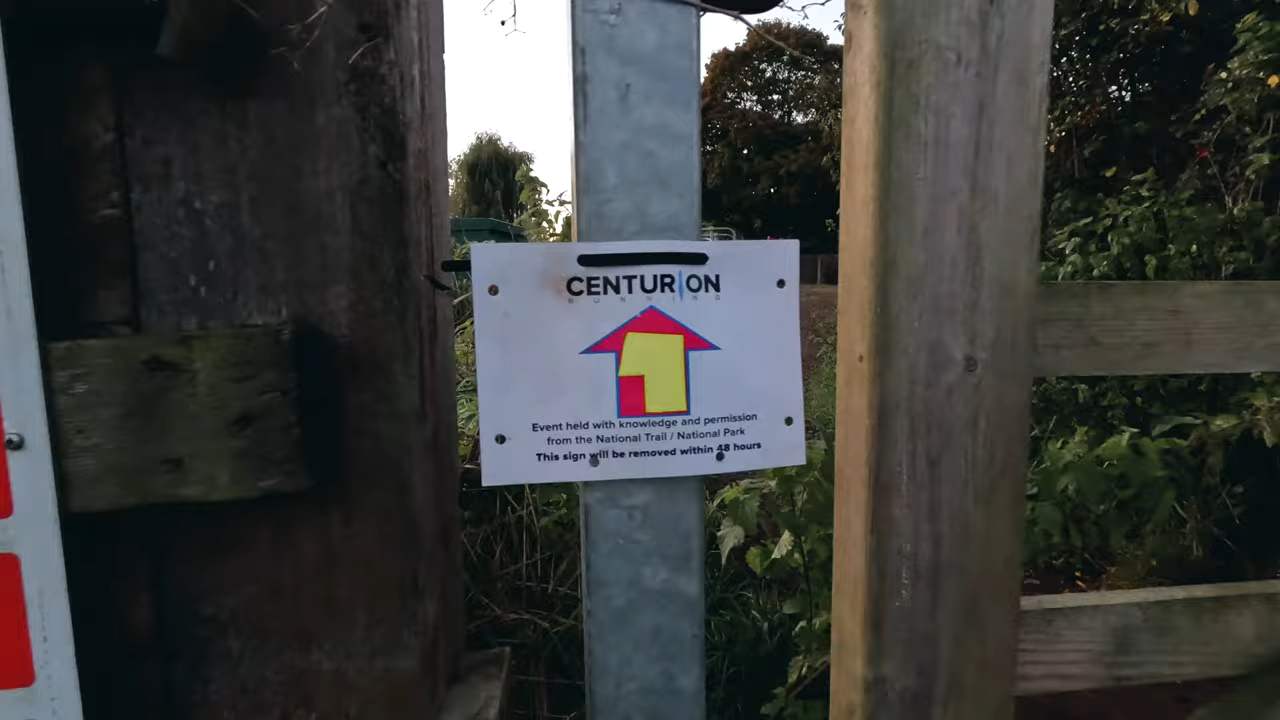 CENTURION
RUNNING
Event held with knowledge and permission
from the National Trail / National Park
This sign will be removed within 48 hours